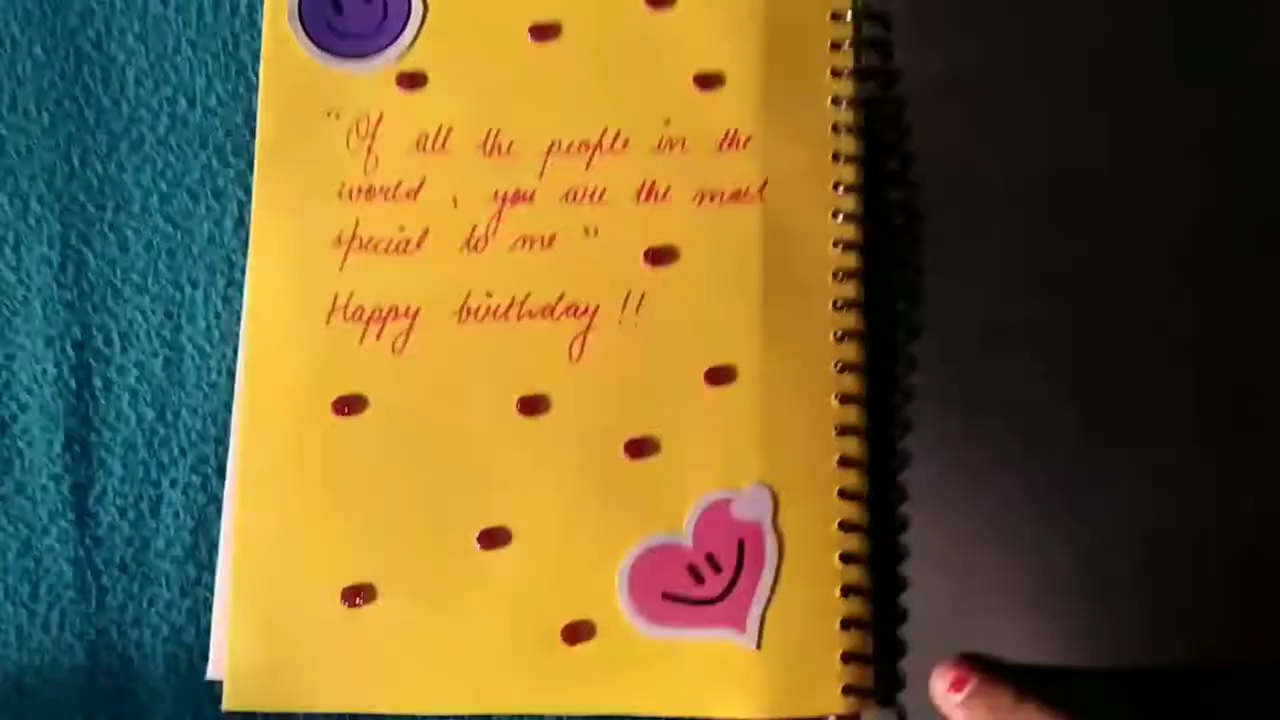 "Of all the people in the
world, you are the most
special to me"
Happy birthday !!